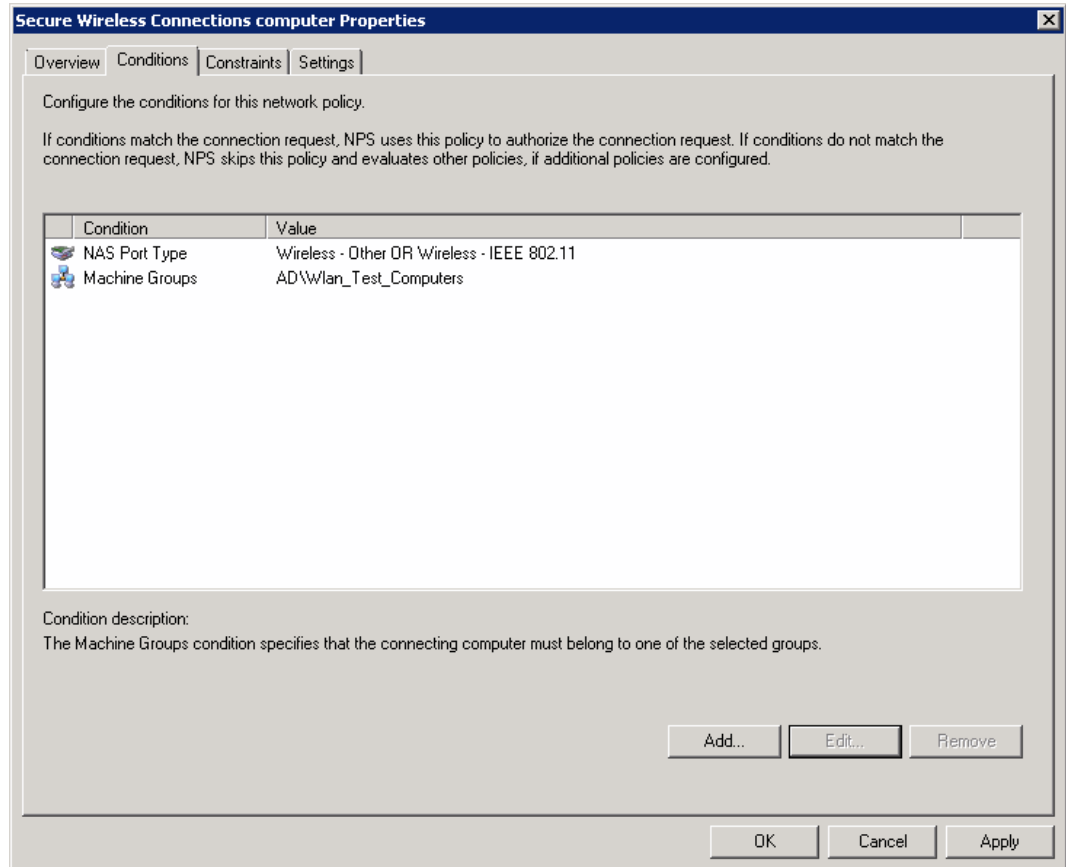 Secure Wireless Connections computer Properties
Overview Conditions Constraints Settings
Configure the conditions for this network policy.
If conditions match the connection request, NPS uses this policy to authorize the connection request. If conditions do not match the
connection request, NPS skips this policy and evaluates other policies, if additional policies are configured.
Condition Value
NAS Port Type Wireless - Other OR Wireless - IEEE 802.11
Machine Groups AD\Wlan_Test_Computers
Condition description:
The Machine Groups condition specifies that the connecting computer must belong to one of the selected groups.
Add... Edit... Remove
OK Cancel Apply